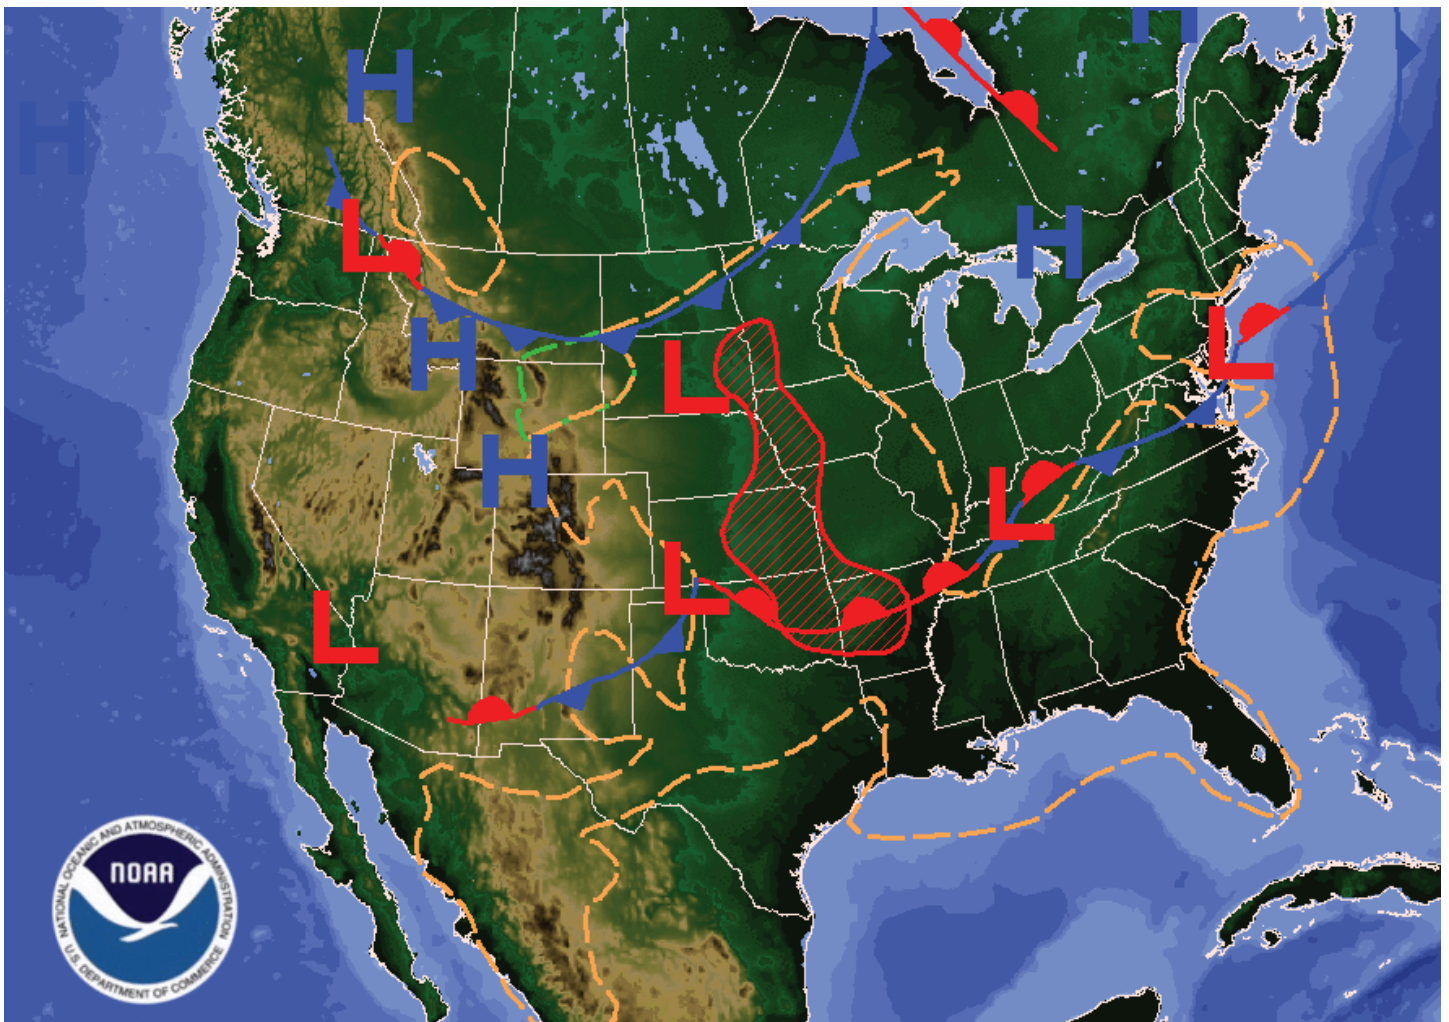 H
H
H
H
L
H
L
H
L
H
L
L
L
L
NATIONAL OCEANIC AND ATMOSPHERIC ADMINISTRATION
NOAA
U.S. DEPARTMENT OF COMMERCE